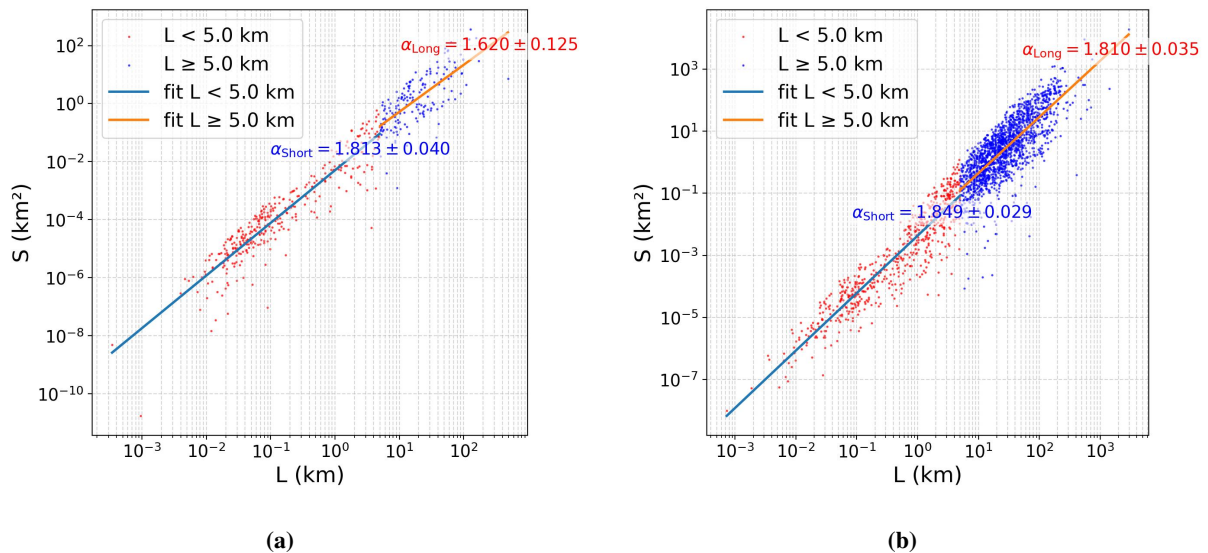 L < 5.0 km
L ≥ 5.0 km
fit L < 5.0 km
fit L ≥ 5.0 km
α_Long = 1.620 ± 0.125
α_Short = 1.813 ± 0.040
10^2
10^0
10^−2
10^−4
10^−6
10^−8
10^−10
S (km²)
10^−3 10^−2 10^−1 10^0 10^1 10^2
L (km)
(a)
L < 5.0 km
L ≥ 5.0 km
fit L < 5.0 km
fit L ≥ 5.0 km
α_Long = 1.810 ± 0.035
α_Short = 1.849 ± 0.029
10^3
10^1
10^−1
10^−3
10^−5
10^−7
S (km²)
10^−3 10^−2 10^−1 10^0 10^1 10^2 10^3
L (km)
(b)